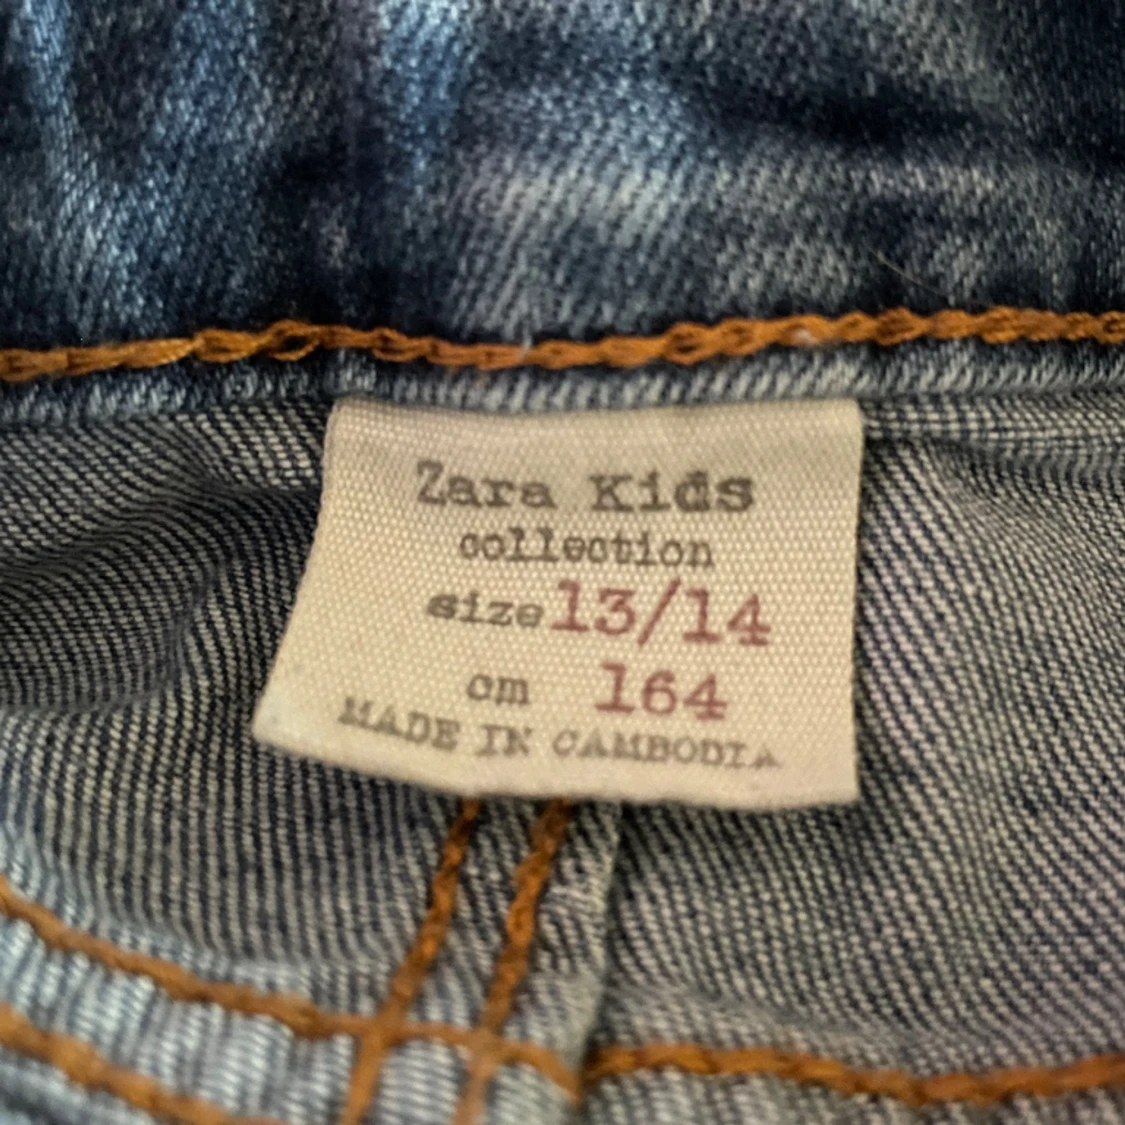 Zara Kids
collection
size 13/14
cm 164
MADE IN CAMBODIA